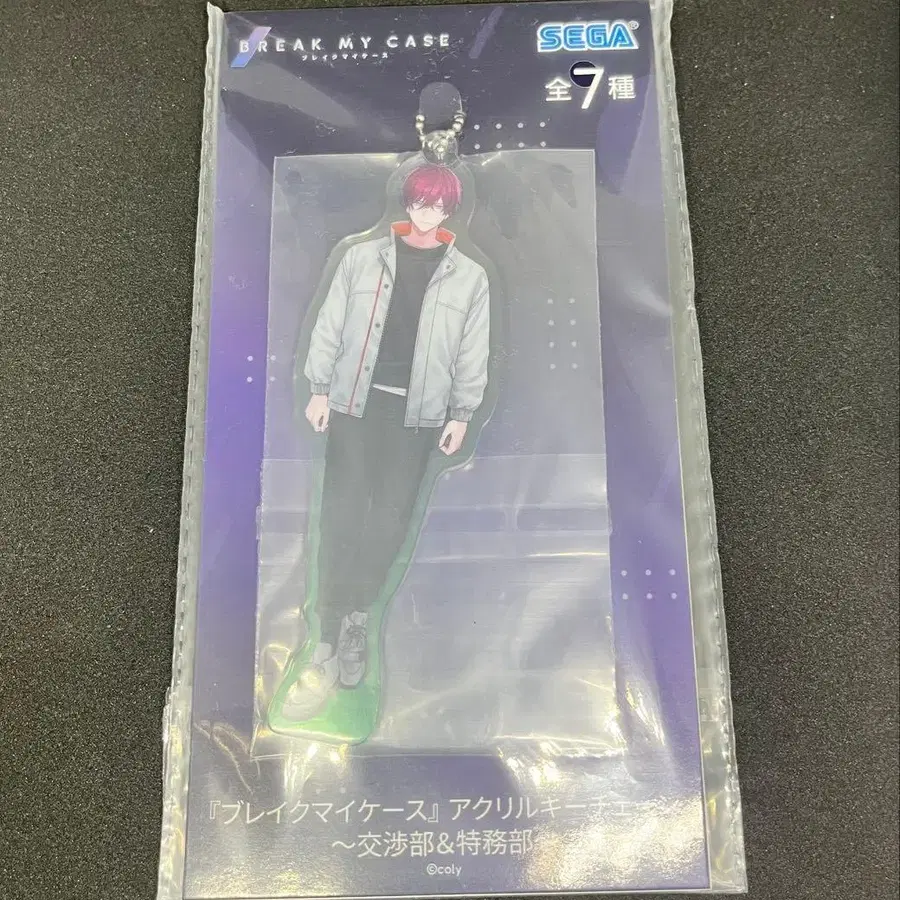 BREAK MY CASE
ブレイクマイケース
SEGA
全7種
『ブレイクマイケース』アクリルキーチェー
～交渉部&特務部
©coly